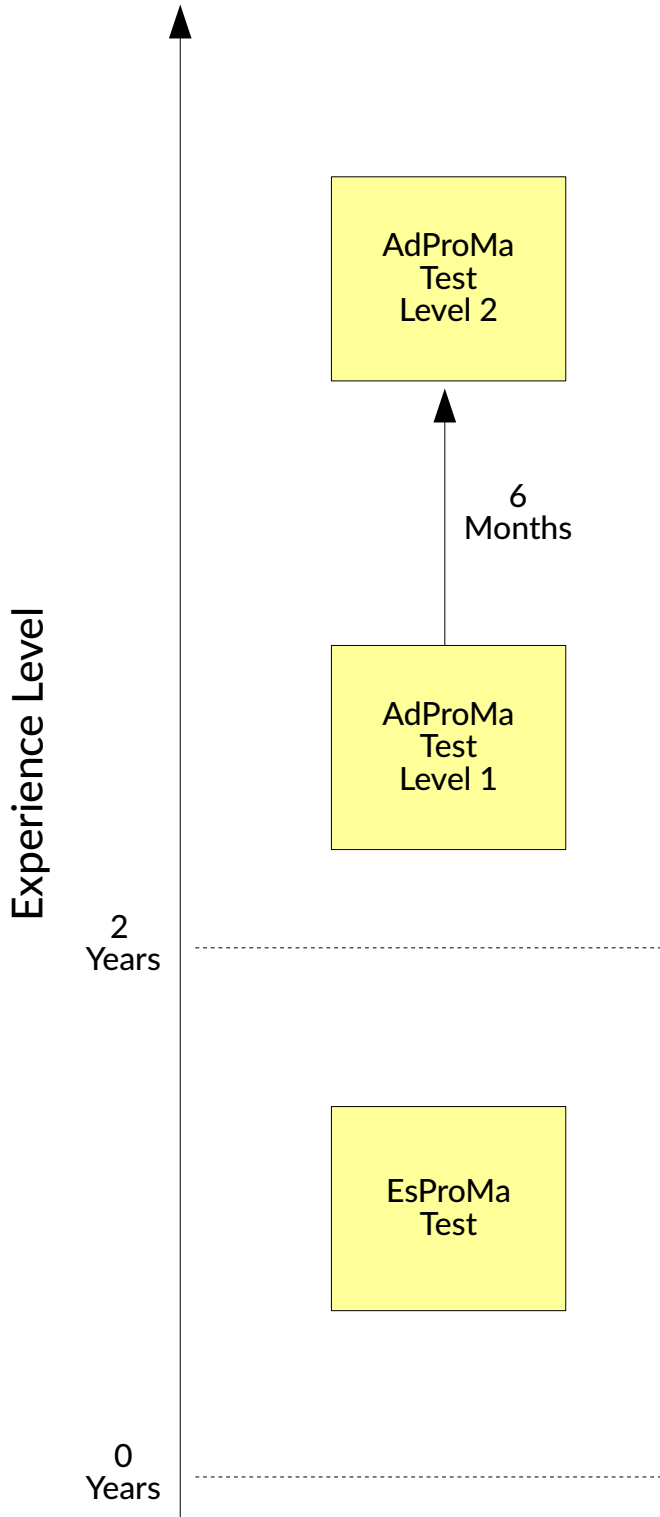 AdProMa
Test
Level 2
6
Months
Experience Level
AdProMa
Test
Level 1
2
Years
EsProMa
Test
0
Years